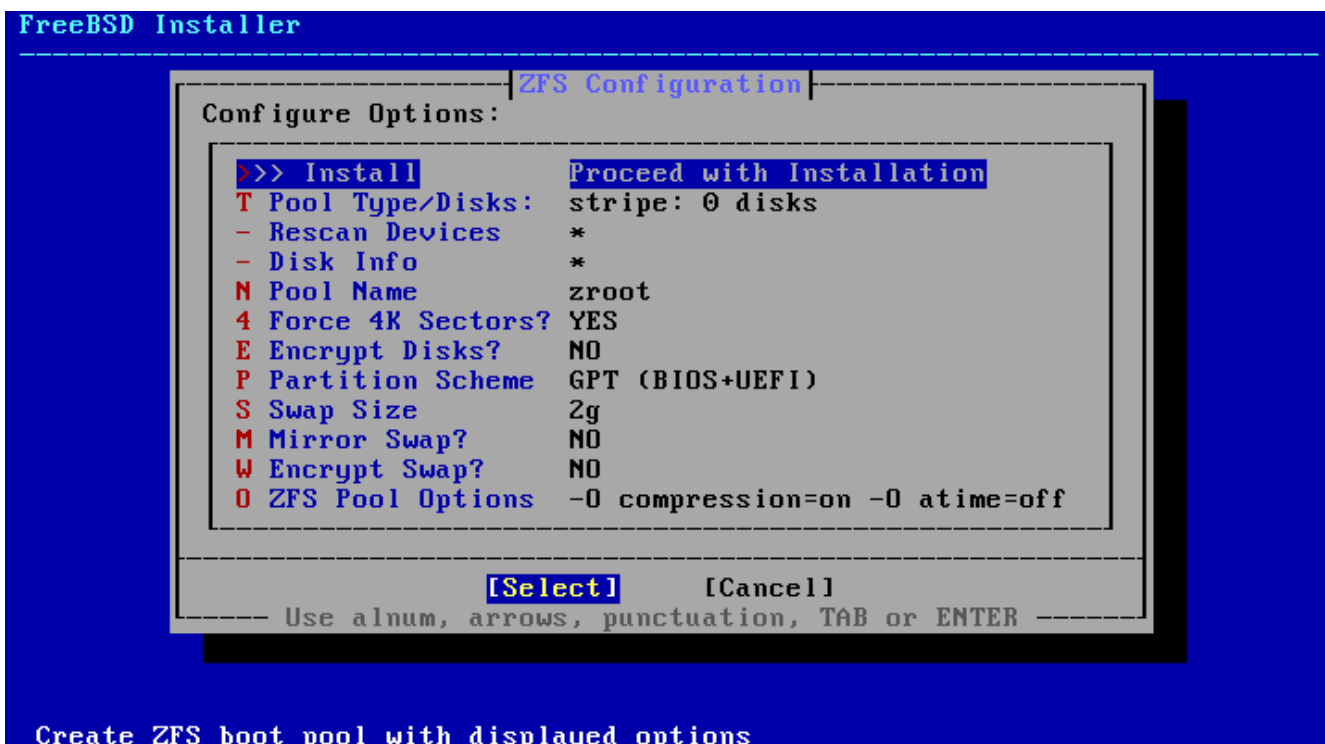 FreeBSD Installer
ZFS Configuration
Configure Options:
>>> Install Proceed with Installation
T Pool Type/Disks: stripe: 0 disks
- Rescan Devices *
- Disk Info *
N Pool Name zroot
4 Force 4K Sectors? YES
E Encrypt Disks? NO
P Partition Scheme GPT (BIOS+UEFI)
S Swap Size 2g
M Mirror Swap? NO
W Encrypt Swap? NO
O ZFS Pool Options -O compression=on -O atime=off
[Select] [Cancel]
Use alnum, arrows, punctuation, TAB or ENTER
Create ZFS boot pool with displayed options